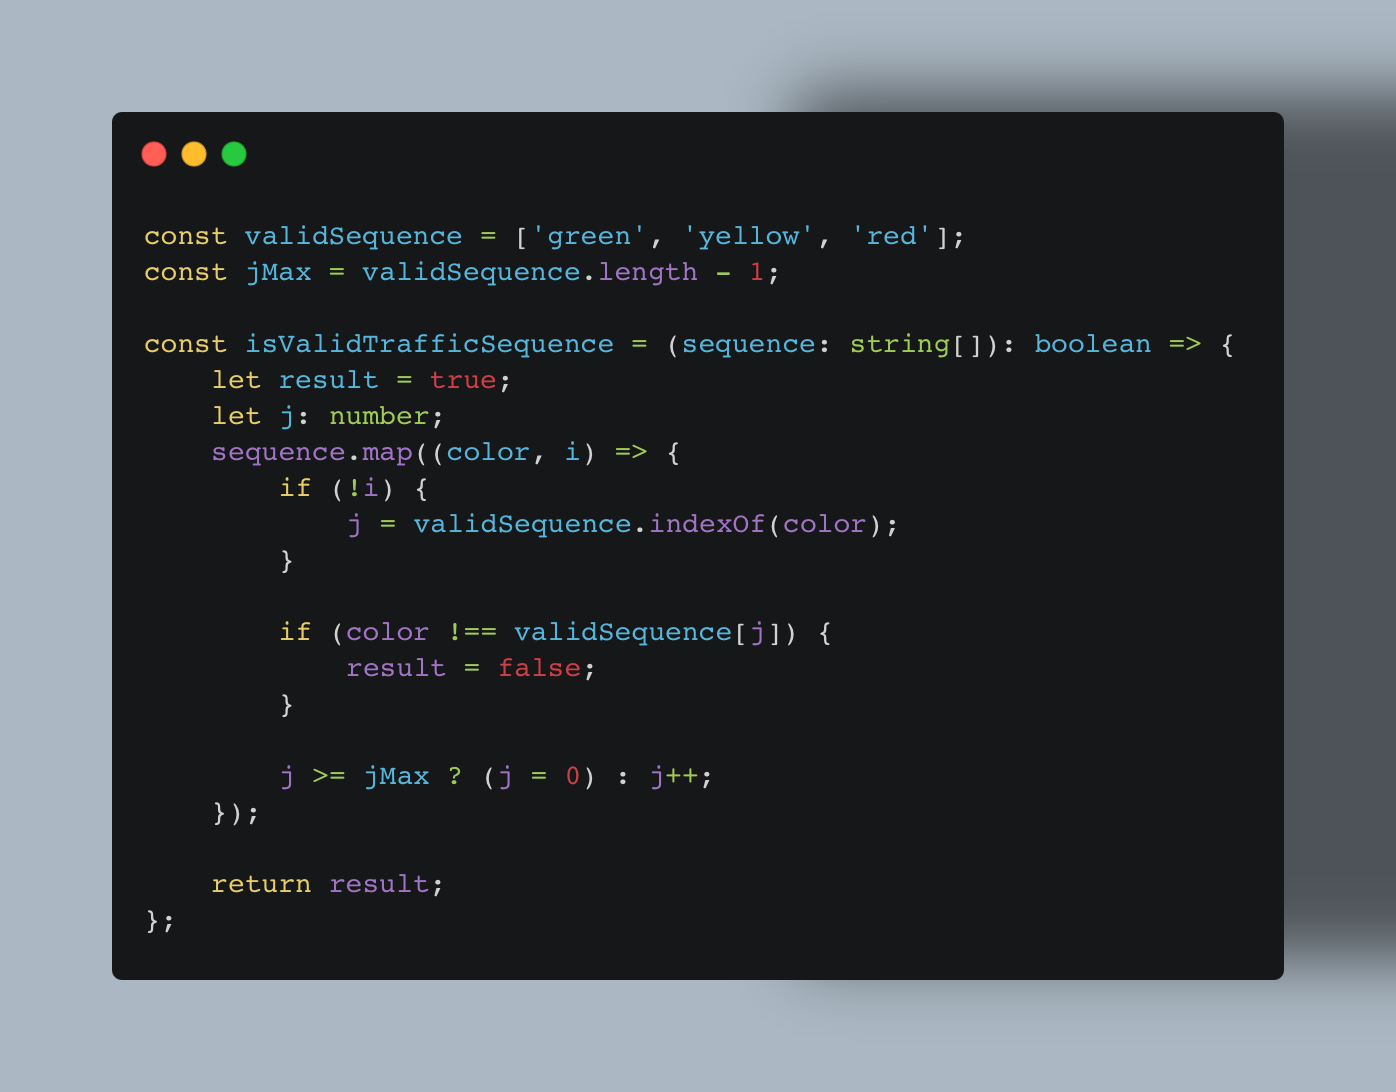 const validSequence = ['green', 'yellow', 'red'];
const jMax = validSequence.length - 1;

const isValidTrafficSequence = (sequence: string[]): boolean => {
    let result = true;
    let j: number;
    sequence.map((color, i) => {
        if (!i) {
            j = validSequence.indexOf(color);
        }

        if (color !== validSequence[j]) {
            result = false;
        }

        j >= jMax ? (j = 0) : j++;
    });

    return result;
};